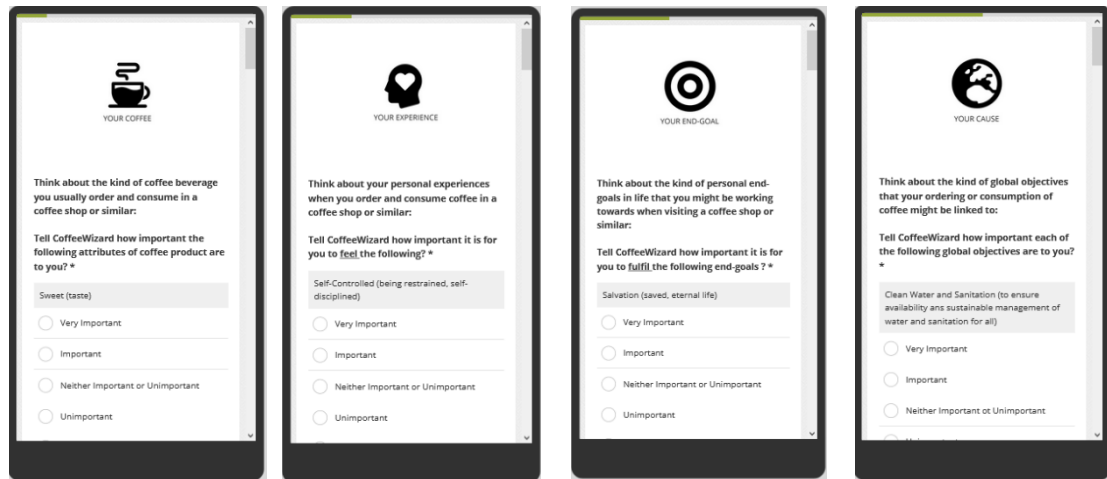 YOUR COFFEE
Think about the kind of coffee beverage
you usually order and consume in a
coffee shop or similar:
Tell CoffeeWizard how important the
following attributes of coffee product are
to you? *
Sweet (taste)
Very Important
Important
Neither Important or Unimportant
Unimportant
YOUR EXPERIENCE
Think about your personal experiences
when you order and consume coffee in a
coffee shop or similar:
Tell CoffeeWizard how important it is for
you to feel the following? *
Self-Controlled (being restrained, self-
disciplined)
Very Important
Important
Neither Important or Unimportant
Unimportant
YOUR END-GOAL
Think about the kind of personal end-
goals in life that you might be working
towards when visiting a coffee shop or
similar:
Tell CoffeeWizard how important it is for
you to fulfil the following end-goals ? *
Salvation (saved, eternal life)
Very Important
Important
Neither Important or Unimportant
Unimportant
YOUR CAUSE
Think about the kind of global objectives
that your ordering or consumption of
coffee might be linked to:
Tell CoffeeWizard how important each of
the following global objectives are to you?
*
Clean Water and Sanitation (to ensure
availability ans sustainable management of
water and sanitation for all)
Very Important
Important
Neither Important ot Unimportant